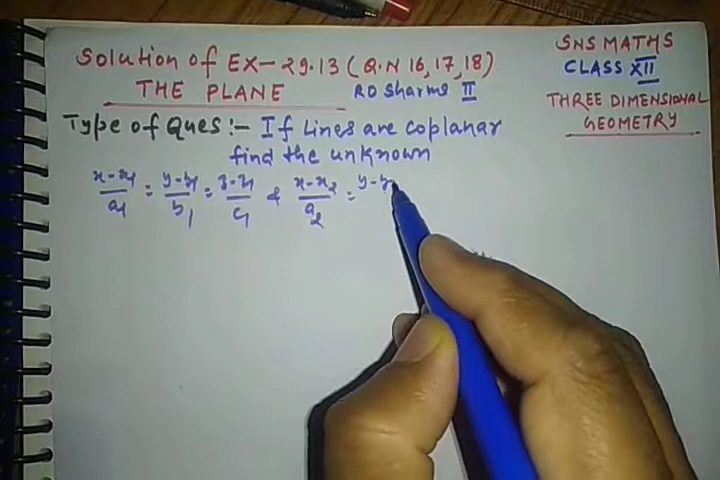 Solution of EX-29.13 (Q.N 16,17,18)
THE PLANE RD Sharma II
SNS MATHS
CLASS XII
THREE DIMENSIONAL
GEOMETRY
Type of Ques:- If Lines are coplanar
find the unknown
x-x₁/a₁ = y-y₁/b₁ = z-z₁/c₁ & x-x₂/a₂ = y-y